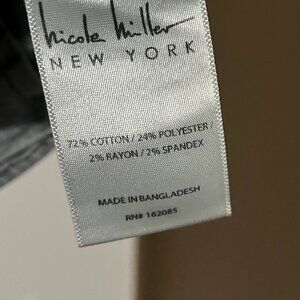 nicole miller
NEW YORK
72% COTTON / 24% POLYESTER /
2% RAYON / 2% SPANDEX
MADE IN BANGLADESH
RN# 162085